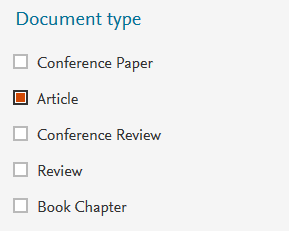 Document type
Conference Paper
Article
Conference Review
Review
Book Chapter